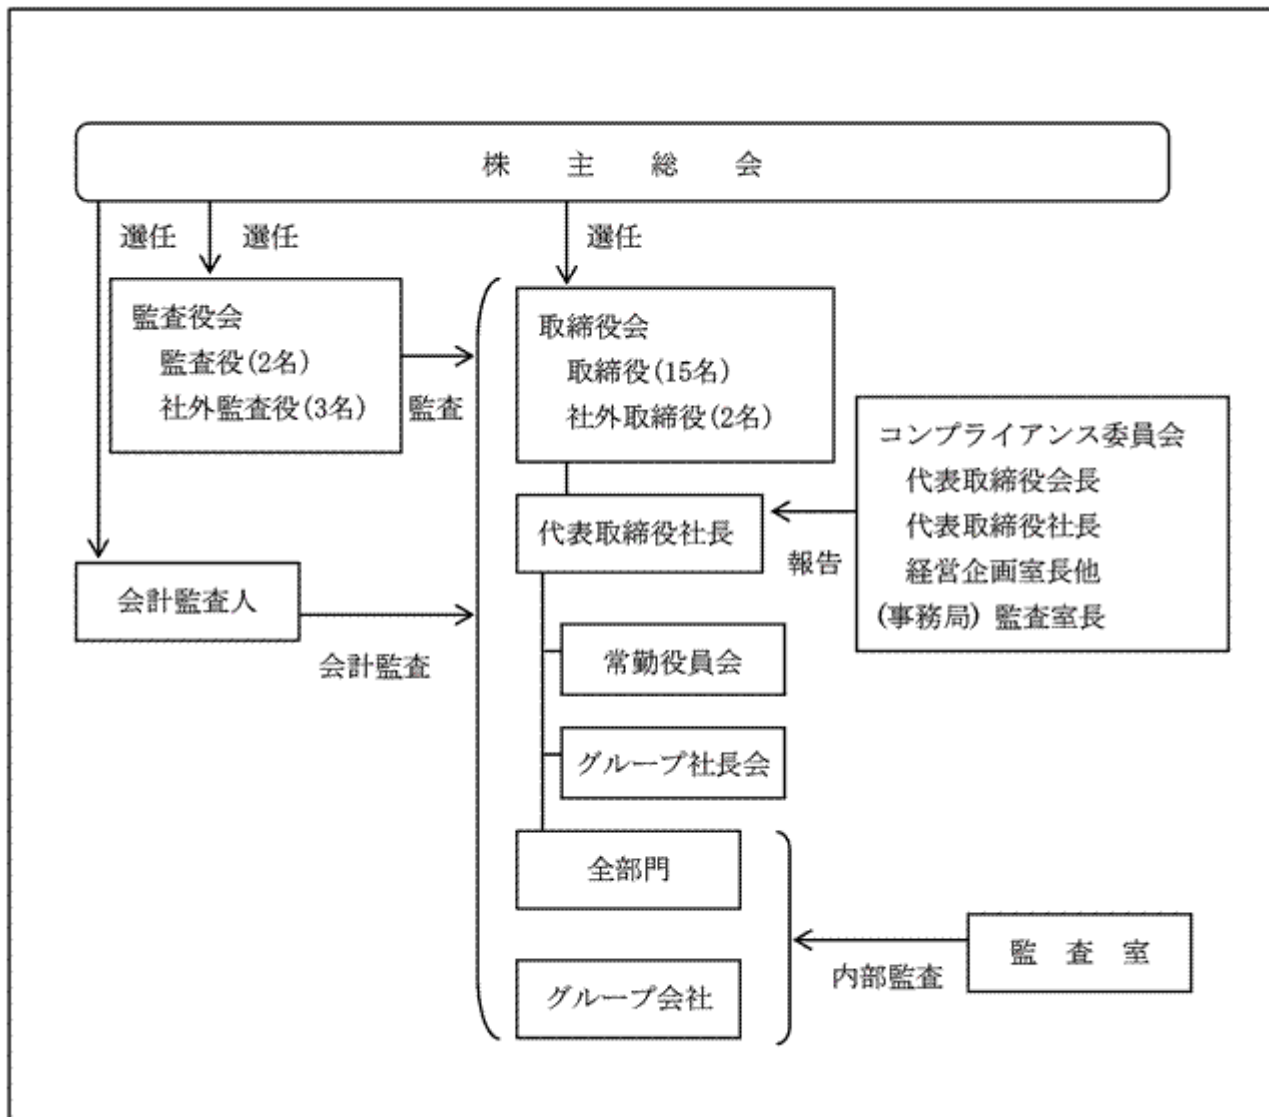 株主総会
選任
選任
選任
監査役会
監査役(2名)
社外監査役(3名)
監査
取締役会
取締役(15名)
社外取締役(2名)
コンプライアンス委員会
代表取締役会長
代表取締役社長
経営企画室長他
(事務局) 監査室長
代表取締役社長
報告
会計監査人
会計監査
常勤役員会
グループ社長会
全部門
グループ会社
内部監査
監査室